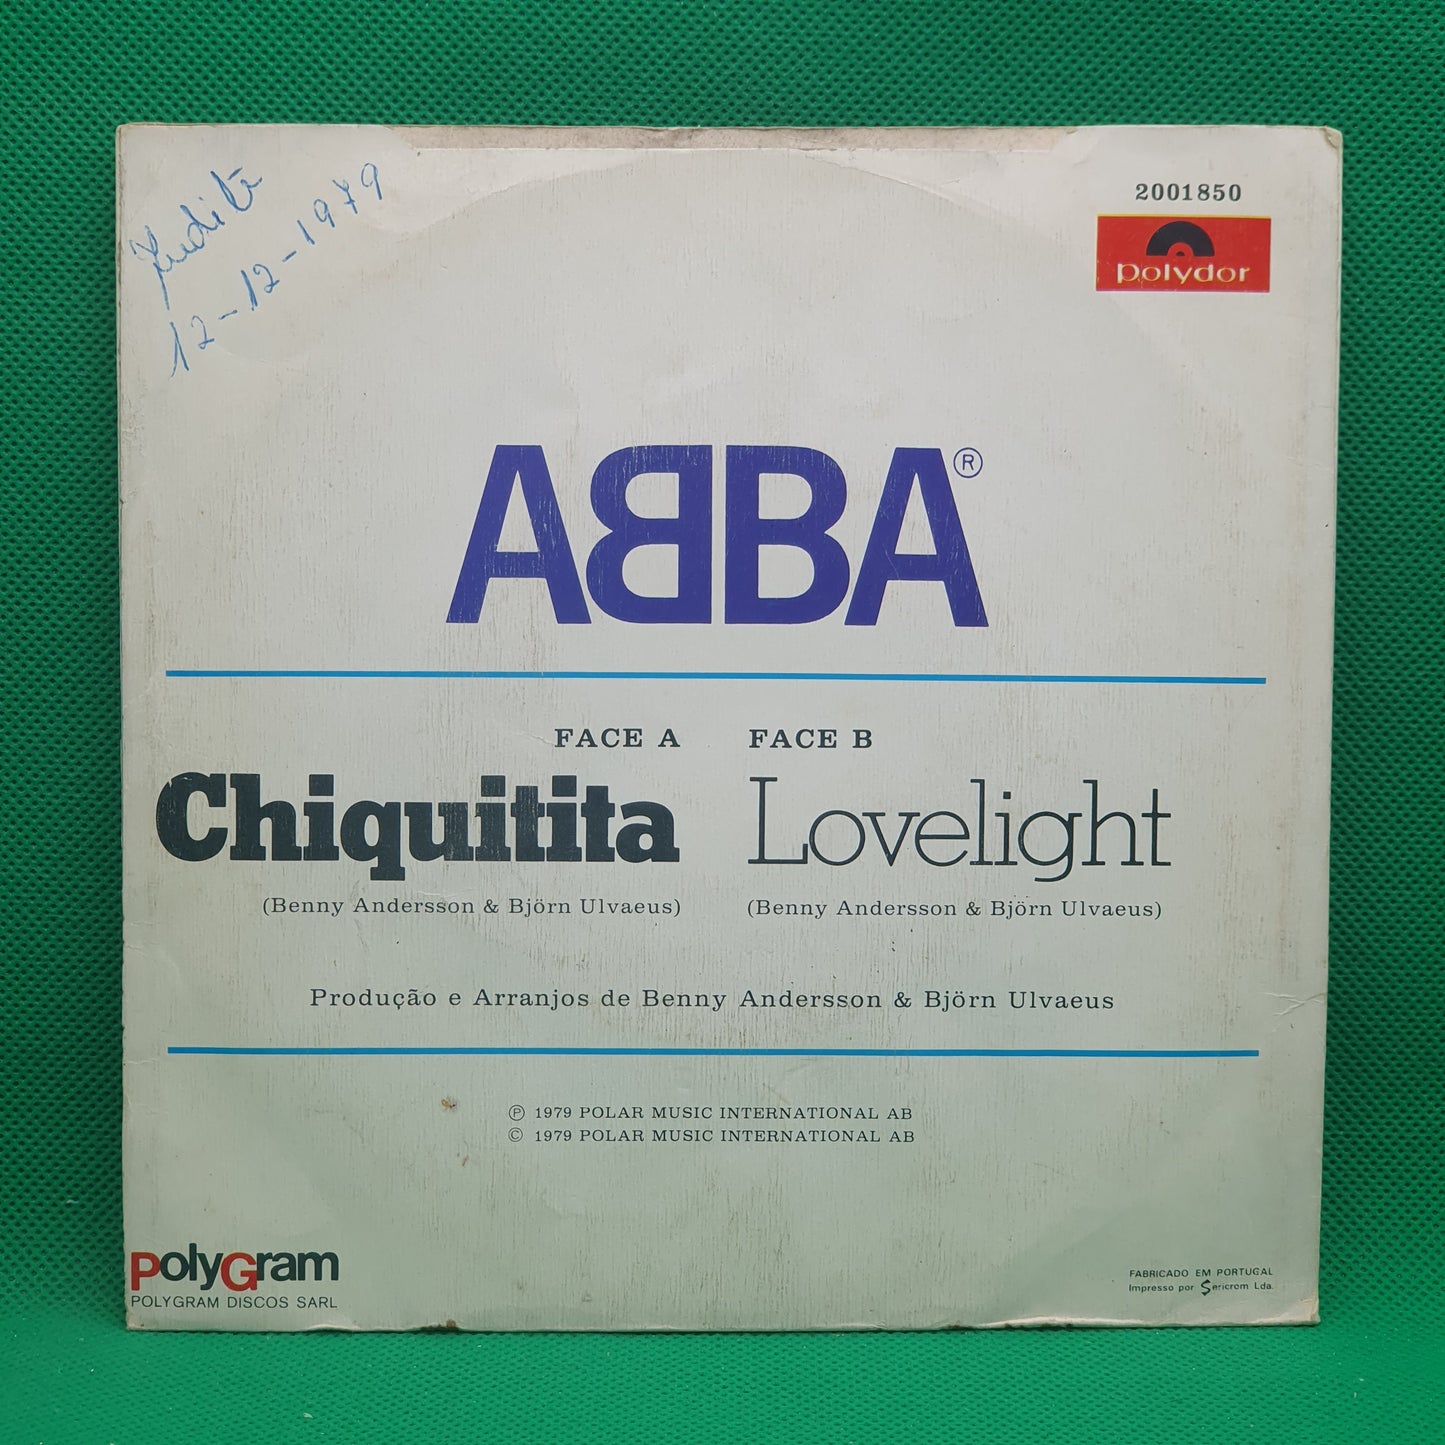 Judite
12-12-1979
2001850
polydor
ABBA®
FACE A
Chiquitita
(Benny Andersson & Björn Ulvaeus)
FACE B
Lovelight
(Benny Andersson & Björn Ulvaeus)
Produção e Arranjos de Benny Andersson & Björn Ulvaeus
℗ 1979 POLAR MUSIC INTERNATIONAL AB
© 1979 POLAR MUSIC INTERNATIONAL AB
PolyGram
POLYGRAM DISCOS SARL
FABRICADO EM PORTUGAL
Impresso por Sericrom Lda.